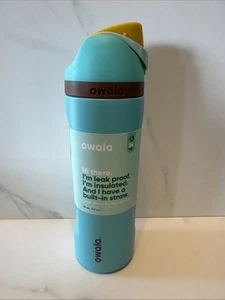 owala
Hi there.
I'm leak proof.
I'm insulated.
And I have a
built-in straw.
owala